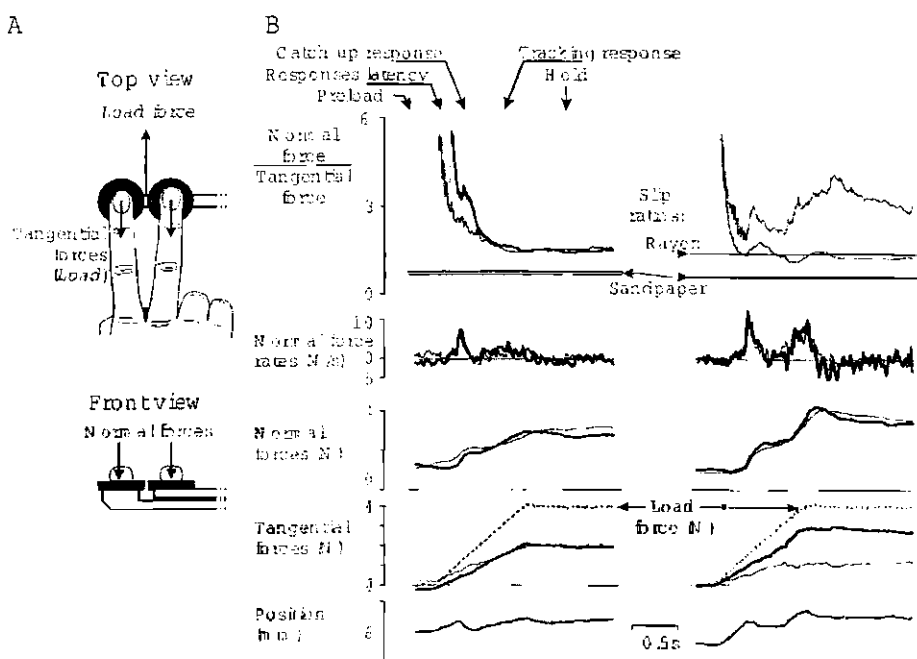 A
B
Top view
Load force
Tangential
forces
(Load)
Front view
Normal forces
Catch up response
Responses latency
Preload
Tracking response
Hold
6
Normal
force
Tangential
force
3
0
Slip
ratios:
Rayon
Sandpaper
10
Normal force
rates N/s)
0
Normal
forces (N)
Load
force (N)
4
Tangential
forces (N)
0
Position
0.5s